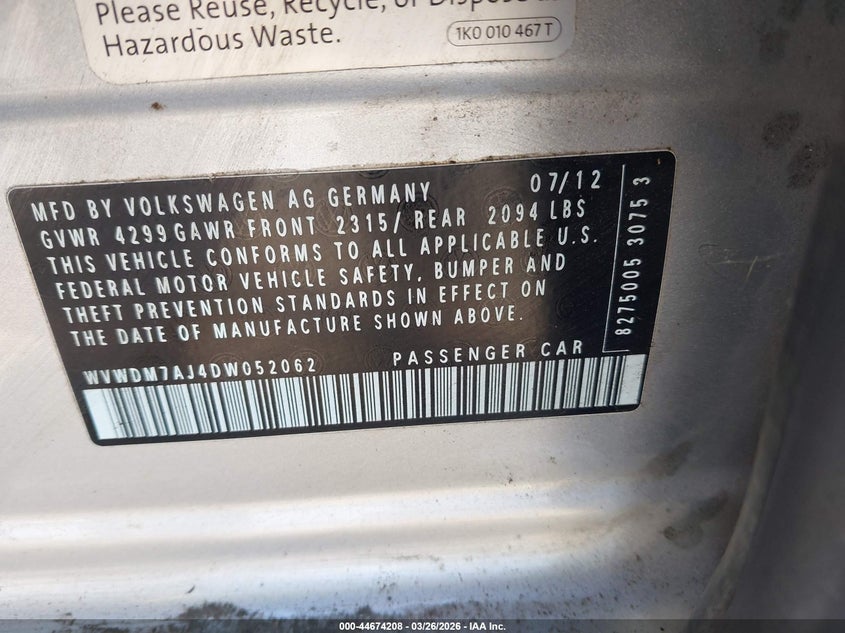 Please Reuse, Recycle, or Dispose as
Hazardous Waste.
1K0 010 467 T
MFD BY VOLKSWAGEN AG GERMANY 07/12
GVWR 4299 GAWR FRONT 2315/ REAR 2094 LBS
THIS VEHICLE CONFORMS TO ALL APPLICABLE U.S.
FEDERAL MOTOR VEHICLE SAFETY, BUMPER AND
THEFT PREVENTION STANDARDS IN EFFECT ON
THE DATE OF MANUFACTURE SHOWN ABOVE.
WVWDM7AJ4DW052062 PASSENGER CAR
8275005 3075 3
000-44674208 - 03/26/2026 - IAA Inc.